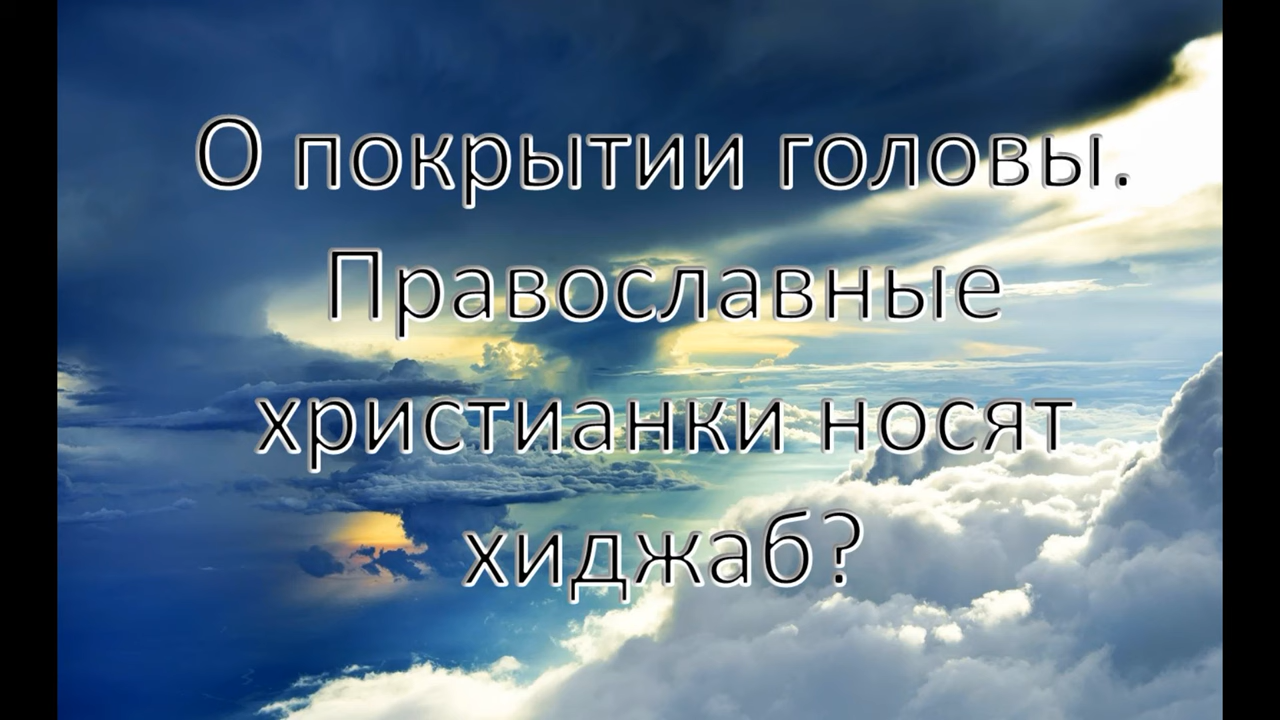 О покрытии головы.
Православные
христианки носят
хиджаб?